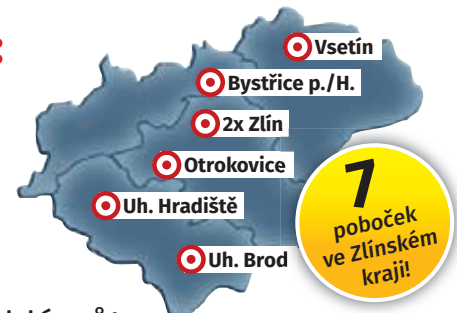 Vsetín
Bystřice p./H.
2x Zlín
Otrokovice
Uh. Hradiště
Uh. Brod
7
poboček
ve Zlínském
kraji!